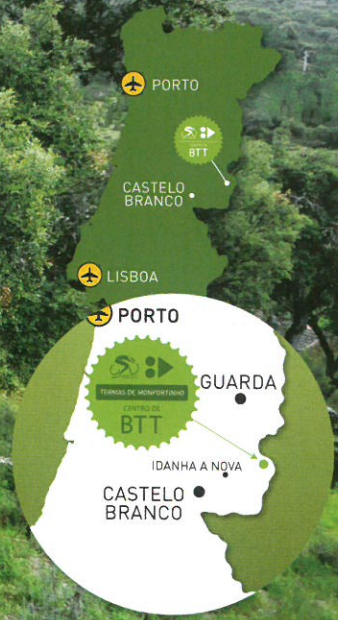 PORTO
BTT
CASTELO
BRANCO
LISBOA
PORTO
TERMAS DE MONFORTINHO
CENTRO DE
BTT
GUARDA
IDANHA A NOVA
CASTELO
BRANCO